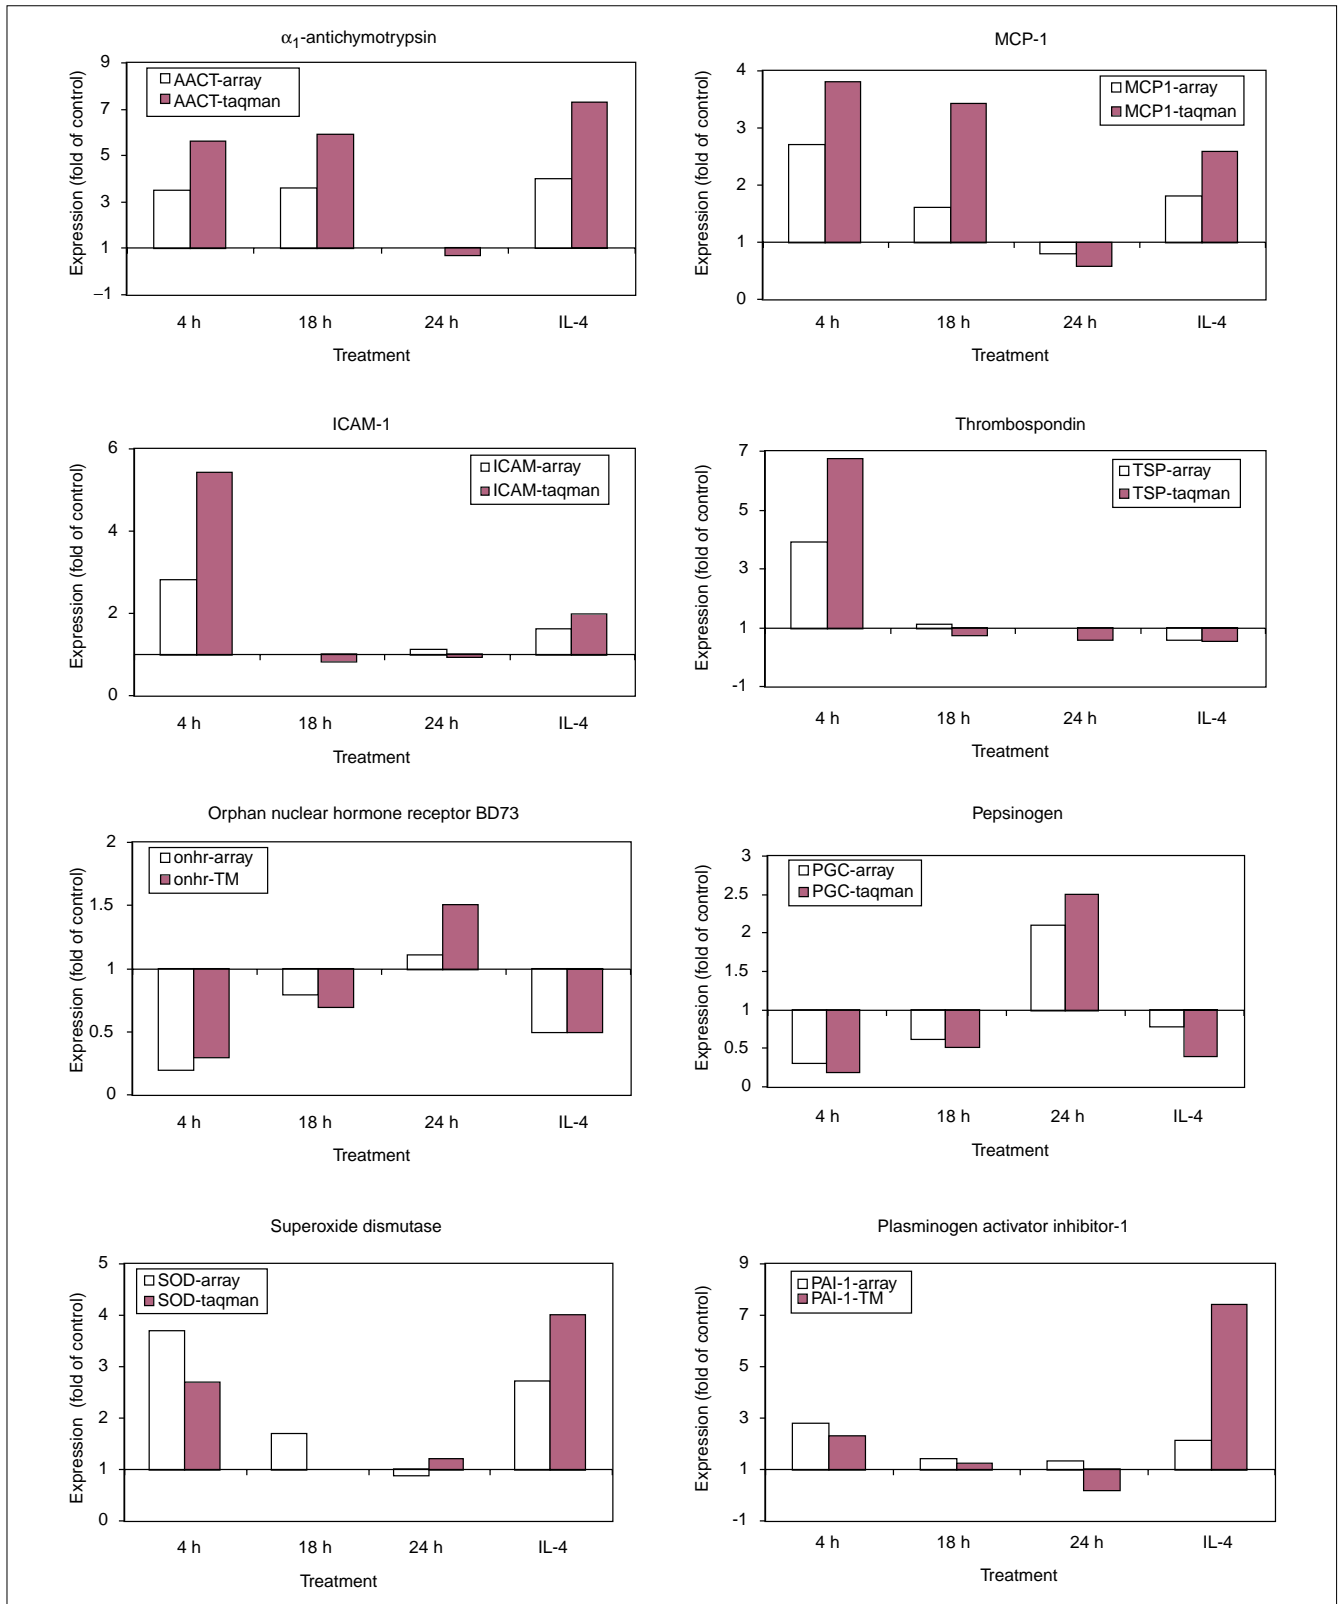 α1-antichymotrypsin
Expression (fold of control)
9
7
5
3
1
–1
AACT-array
AACT-taqman
4 h
18 h
24 h
IL-4
Treatment
MCP-1
Expression (fold of control)
4
3
2
1
0
MCP1-array
MCP1-taqman
4 h
18 h
24 h
IL-4
Treatment
ICAM-1
Expression (fold of control)
6
4
2
0
ICAM-array
ICAM-taqman
4 h
18 h
24 h
IL-4
Treatment
Thrombospondin
Expression (fold of control)
7
5
3
1
-1
TSP-array
TSP-taqman
4 h
18 h
24 h
IL-4
Treatment
Orphan nuclear hormone receptor BD73
Expression (fold of control)
2
1.5
1
0.5
0
onhr-array
onhr-TM
4 h
18 h
24 h
IL-4
Treatment
Pepsinogen
Expression (fold of control)
3
2.5
2
1.5
1
0.5
0
PGC-array
PGC-taqman
4 h
18 h
24 h
IL-4
Treatment
Superoxide dismutase
Expression (fold of control)
5
4
3
2
1
0
SOD-array
SOD-taqman
4 h
18 h
24 h
IL-4
Treatment
Plasminogen activator inhibitor-1
Expression (fold of control)
9
7
5
3
1
-1
PAI-1-array
PAI-1-TM
4 h
18 h
24 h
IL-4
Treatment